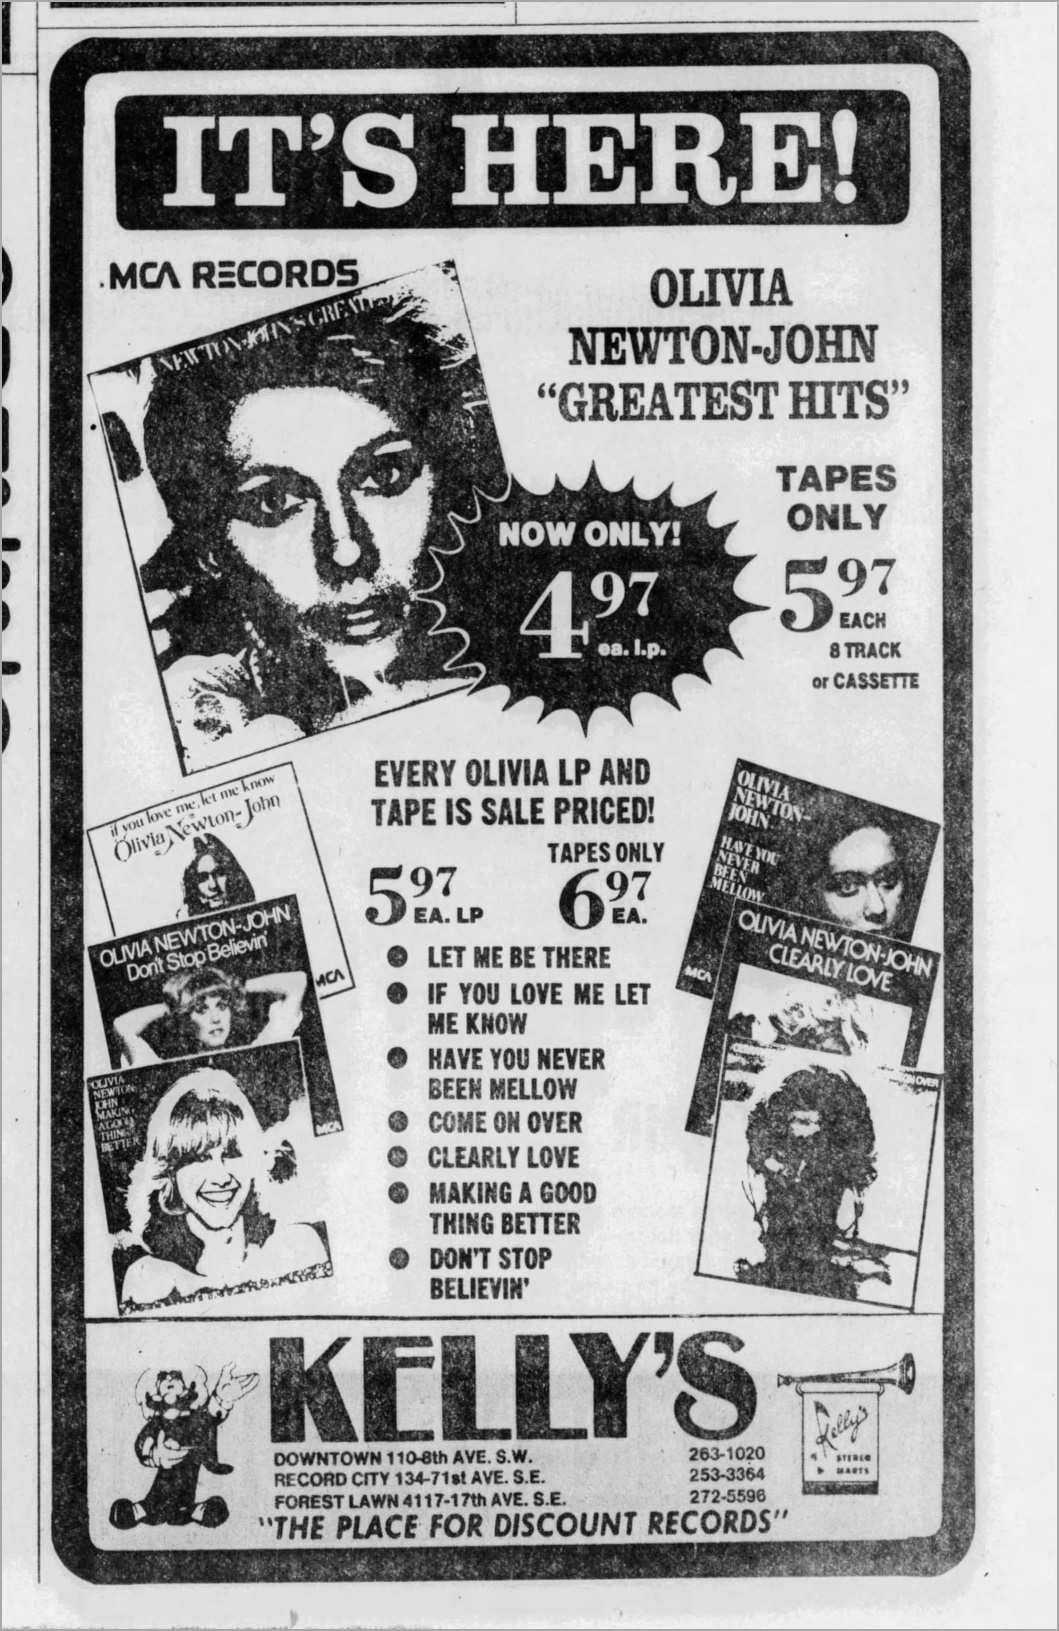 IT'S HERE!
MCA RECORDS
NEWTON-JOHN'S GREAT
OLIVIA
NEWTON-JOHN
"GREATEST HITS"
NOW ONLY!
4 97
ea. l.p.
TAPES
ONLY
5 97
EACH
8 TRACK
or CASSETTE
EVERY OLIVIA LP AND
TAPE IS SALE PRICED!
5 97
EA. LP
TAPES ONLY
6 97
EA.
● LET ME BE THERE
● IF YOU LOVE ME LET
ME KNOW
● HAVE YOU NEVER
BEEN MELLOW
● COME ON OVER
● CLEARLY LOVE
● MAKING A GOOD
THING BETTER
● DON'T STOP
BELIEVIN'
if you love me, let me know
Olivia Newton-John
MCA
OLIVIA NEWTON-JOHN
Don't Stop Believin'
MCA
OLIVIA
NEWTON
JOHN
MAKING
A GOOD
THING
BETTER
OLIVIA
NEWTON-
JOHN
HAVE YOU
NEVER
BEEN
MELLOW
MCA
OLIVIA NEWTON-JOHN
CLEARLY LOVE
ON OVER
KELLY'S
DOWNTOWN 110-8th AVE. S.W. 263-1020
RECORD CITY 134-71st AVE. S.E. 253-3364
FOREST LAWN 4117-17th AVE. S.E. 272-5596
"THE PLACE FOR DISCOUNT RECORDS"
Kelly's
STEREO
MARTS